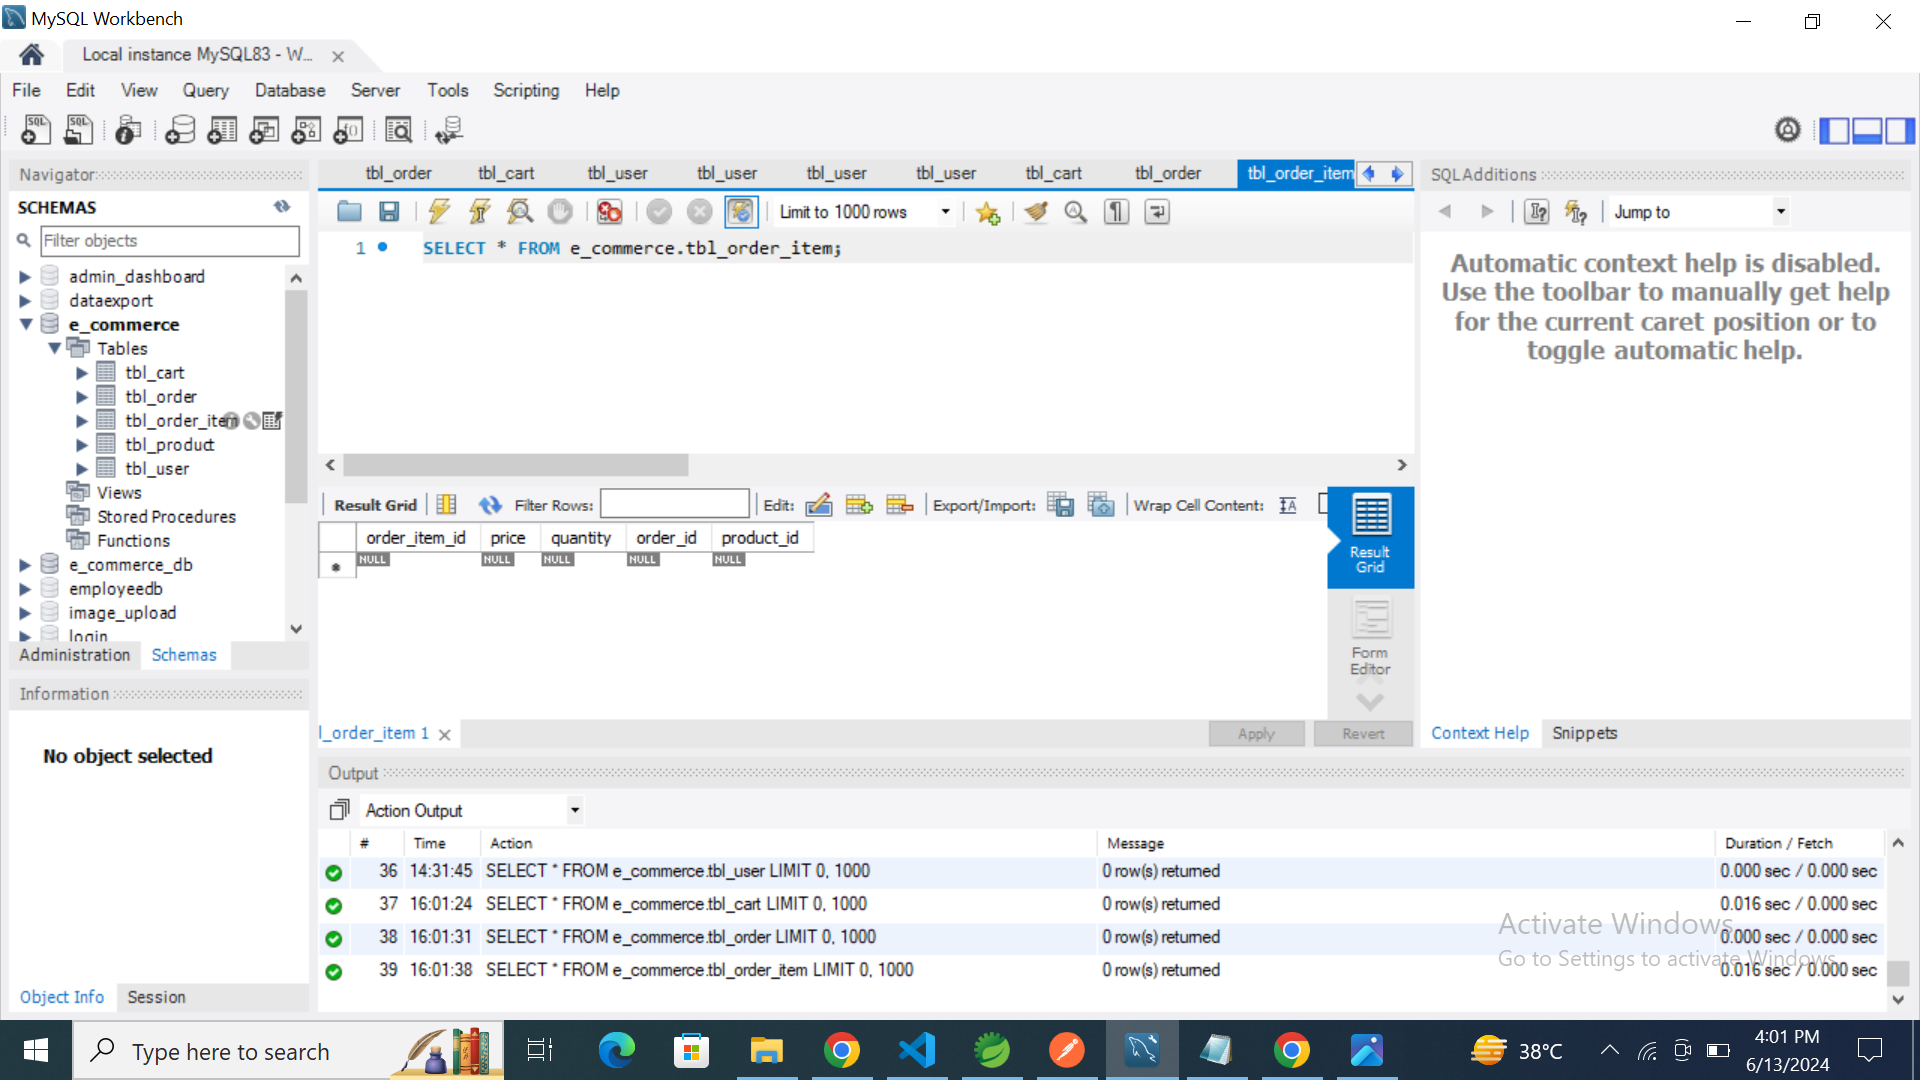 MySQL Workbench
Local instance MySQL83 - W...
File Edit View Query Database Server Tools Scripting Help
Navigator
SCHEMAS
Filter objects
admin_dashboard
dataexport
e_commerce
Tables
tbl_cart
tbl_order
tbl_order_item
tbl_product
tbl_user
Views
Stored Procedures
Functions
e_commerce_db
employeedb
image_upload
login
Administration Schemas
Information
No object selected
Object Info Session
tbl_order tbl_cart tbl_user tbl_user tbl_user tbl_user tbl_cart tbl_order tbl_order_item
Limit to 1000 rows
1 SELECT * FROM e_commerce.tbl_order_item;
Result Grid Filter Rows: Edit: Export/Import: Wrap Cell Content:
order_item_id price quantity order_id product_id
NULL NULL NULL NULL NULL
Result
Grid
Form
Editor
l_order_item 1
Apply Revert
SQLAdditions
Jump to
Automatic context help is disabled.
Use the toolbar to manually get help
for the current caret position or to
toggle automatic help.
Context Help Snippets
Output
Action Output
# Time Action Message Duration / Fetch
36 14:31:45 SELECT * FROM e_commerce.tbl_user LIMIT 0, 1000 0 row(s) returned 0.000 sec / 0.000 sec
37 16:01:24 SELECT * FROM e_commerce.tbl_cart LIMIT 0, 1000 0 row(s) returned 0.016 sec / 0.000 sec
38 16:01:31 SELECT * FROM e_commerce.tbl_order LIMIT 0, 1000 0 row(s) returned 0.000 sec / 0.000 sec
39 16:01:38 SELECT * FROM e_commerce.tbl_order_item LIMIT 0, 1000 0 row(s) returned 0.016 sec / 0.000 sec
Activate Windows
Go to Settings to activate Windows.
Type here to search
38°C
4:01 PM
6/13/2024